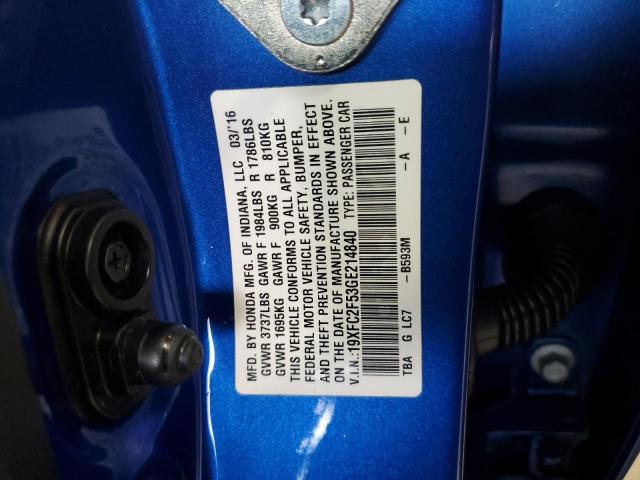 MFD. BY HONDA MFG. OF INDIANA, LLC 03/'16
GVWR 3737LBS GAWR F 1984LBS R 1786LBS
GVWR 1695KG GAWR F 900KG R 810KG
THIS VEHICLE CONFORMS TO ALL APPLICABLE
FEDERAL MOTOR VEHICLE SAFETY, BUMPER,
AND THEFT PREVENTION STANDARDS IN EFFECT
ON THE DATE OF MANUFACTURE SHOWN ABOVE.
V.I.N.:19XFC2F53GE214840 TYPE: PASSENGER CAR
TBA G LC7 -B593M -A -E